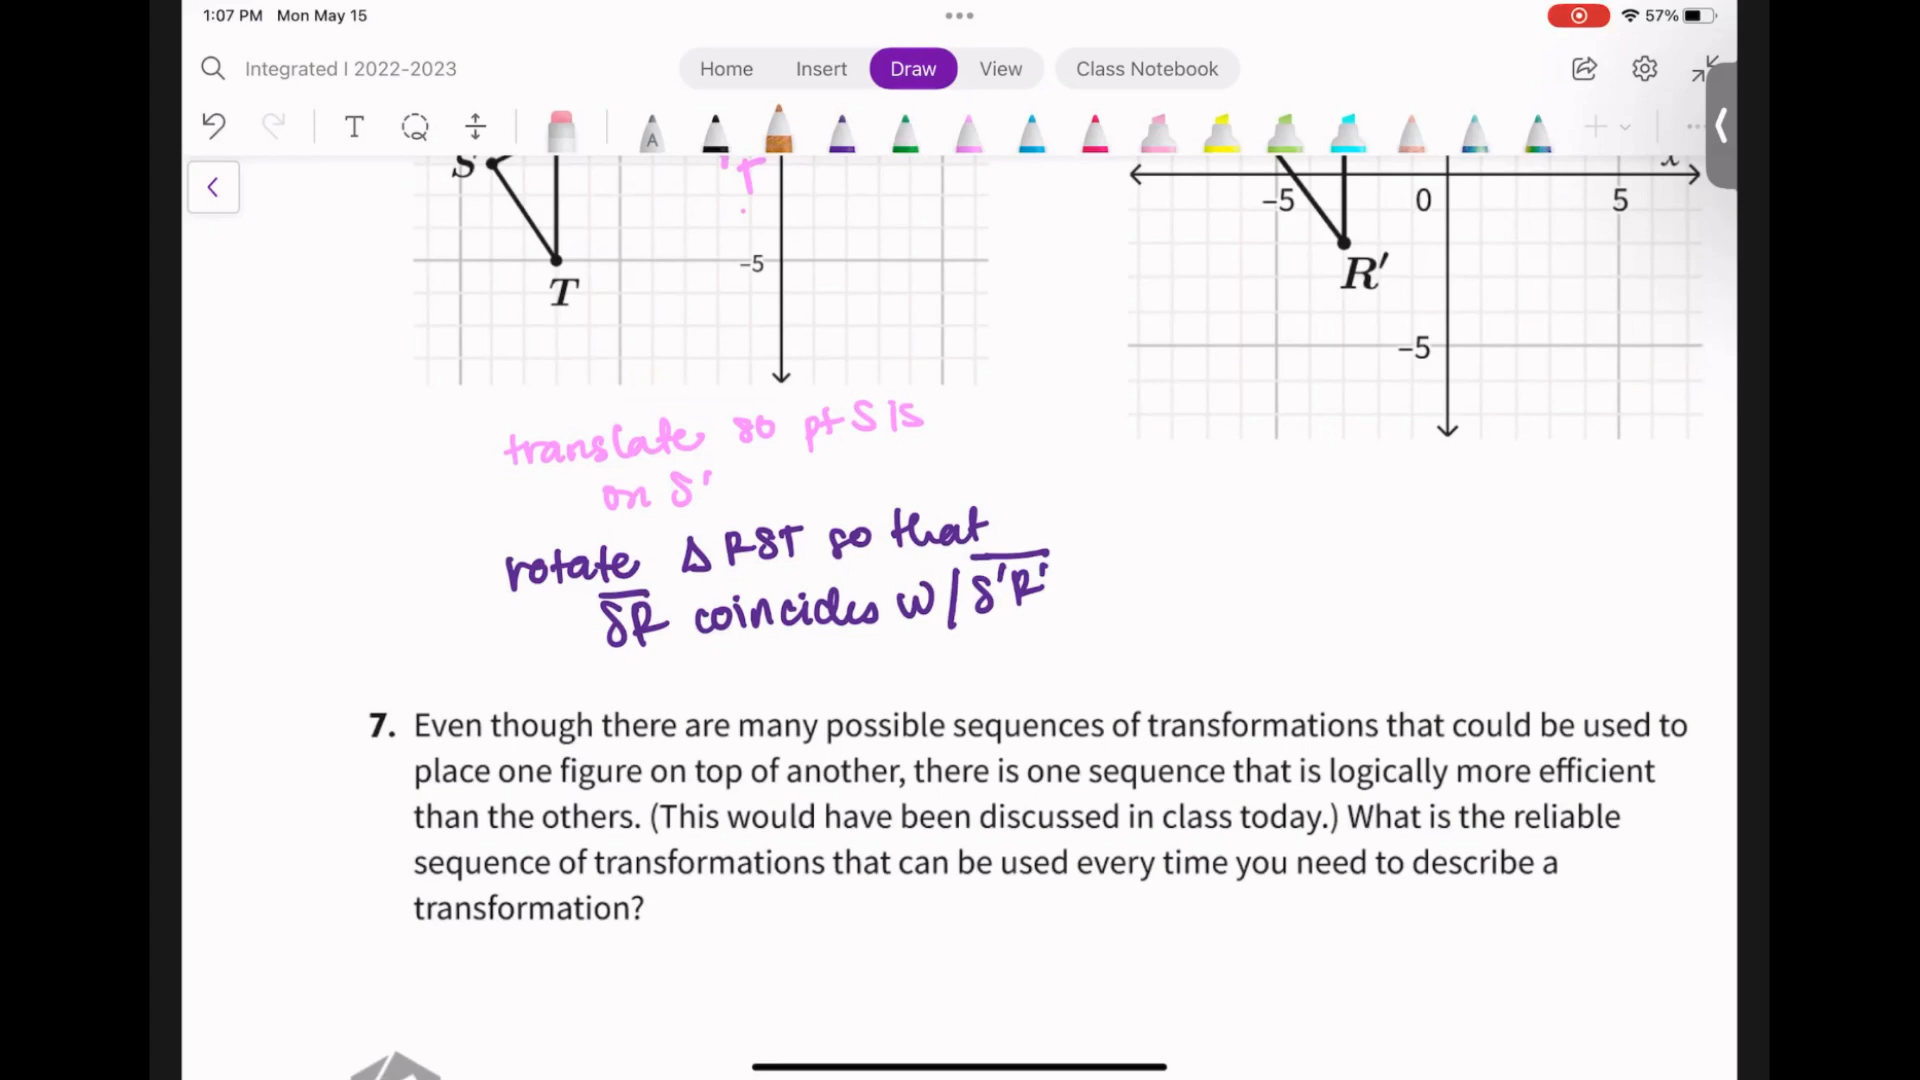 1:07 PM Mon May 15
57%
Integrated I 2022-2023
Home Insert Draw View Class Notebook
T
A
S
T
-5
T
x
-5 0 5
R′
-5
translate so pt S is
on S'
rotate Δ RST so that
SR coincides w/ S'R'
7. Even though there are many possible sequences of transformations that could be used to
place one figure on top of another, there is one sequence that is logically more efficient
than the others. (This would have been discussed in class today.) What is the reliable
sequence of transformations that can be used every time you need to describe a
transformation?